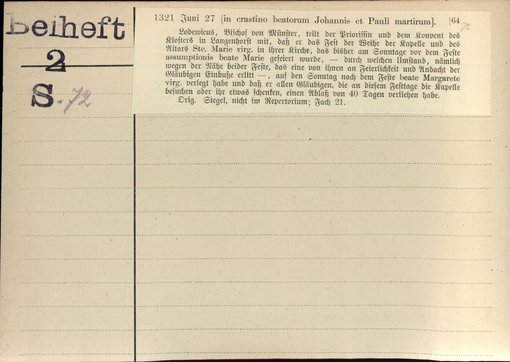 Beiheft
2
S. 72
1321 Juni 27 [in crastino beatorum Johannis et Pauli martirum]. [64
72
Lodewicus, Bischof von Münster, teilt der Priorissin und dem Konvent des
Klosters in Langenhorst mit, daß er das Fest der Weihe der Kapelle und des
Altars Ste. Marie virg. in ihrer Kirche, das bisher am Sonntage vor dem Feste
assumptionis beate Marie gefeiert wurde, — durch welchen Umstand, nämlich
wegen der Nähe beider Feste, das eine von ihnen an Feierlichkeit und Andacht der
Gläubigen Einbuße erlitt —, auf den Sonntag nach dem Feste beate Margarete
virg. verlegt habe und daß er allen Gläubigen, die an diesem Festtage die Kapelle
besuchen oder ihr etwas schenken, einen Ablaß von 40 Tagen verliehen habe.
Orig. Siegel, nicht im Repertorium; Fach 21.